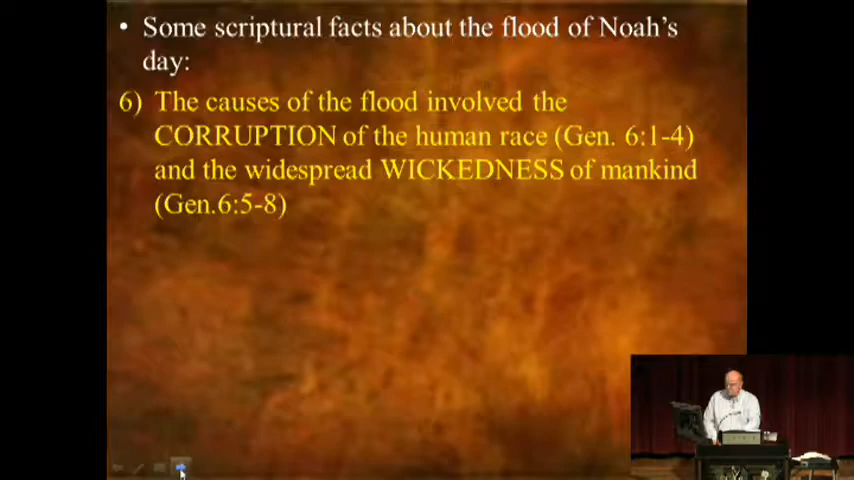 • Some scriptural facts about the flood of Noah's
day:
6) The causes of the flood involved the
CORRUPTION of the human race (Gen. 6:1-4)
and the widespread WICKEDNESS of mankind
(Gen.6:5-8)